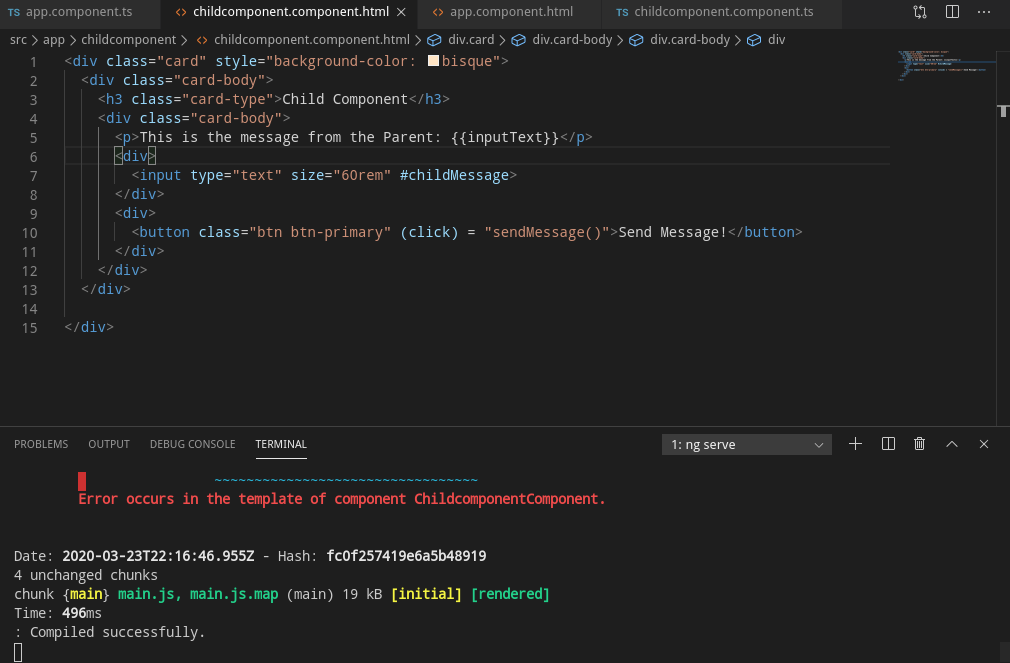 TS app.component.ts
<> childcomponent.component.html ×
<> app.component.html
TS childcomponent.component.ts
src > app > childcomponent > <> childcomponent.component.html > div.card > div.card-body > div.card-body > div
1 <div class="card" style="background-color: bisque">
2 <div class="card-body">
3 <h3 class="card-type">Child Component</h3>
4 <div class="card-body">
5 <p>This is the message from the Parent: {{inputText}}</p>
6 <div>
7 <input type="text" size="60rem" #childMessage>
8 </div>
9 <div>
10 <button class="btn btn-primary" (click) = "sendMessage()">Send Message!</button>
11 </div>
12 </div>
13 </div>
14
15 </div>
PROBLEMS OUTPUT DEBUG CONSOLE TERMINAL 1: ng serve
~~~~~~~~~~~~~~~~~~~~~~~~~~~~~~~~~
Error occurs in the template of component ChildcomponentComponent.
Date: 2020-03-23T22:16:46.955Z - Hash: fc0f257419e6a5b48919
4 unchanged chunks
chunk {main} main.js, main.js.map (main) 19 kB [initial] [rendered]
Time: 496ms
: Compiled successfully.